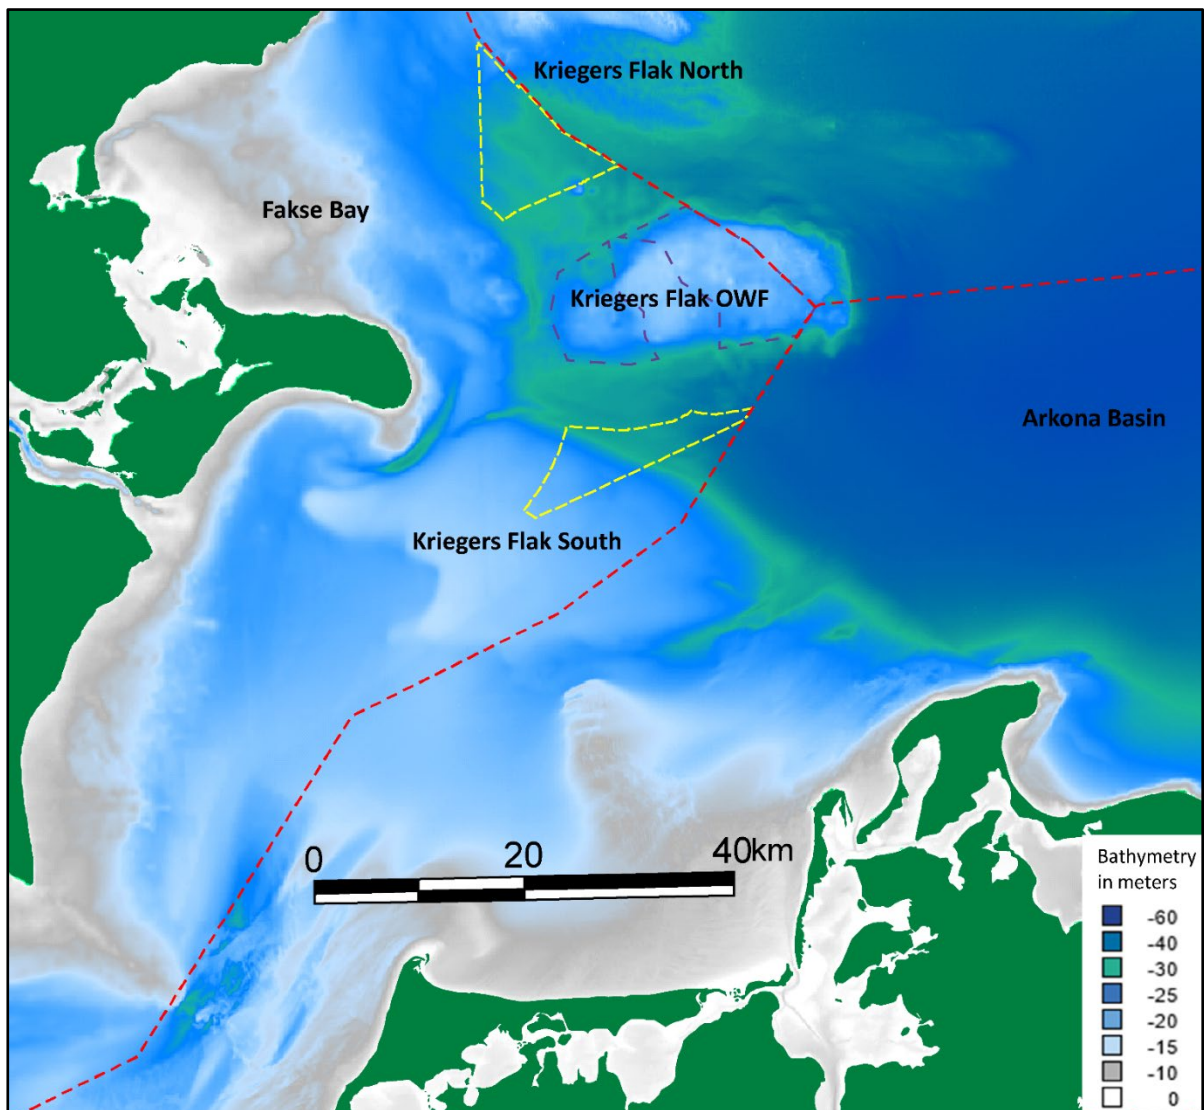 Kriegers Flak North
Fakse Bay
Kriegers Flak OWF
Arkona Basin
Kriegers Flak South
0 20 40km
Bathymetry
in meters
-60
-40
-30
-25
-20
-15
-10
0